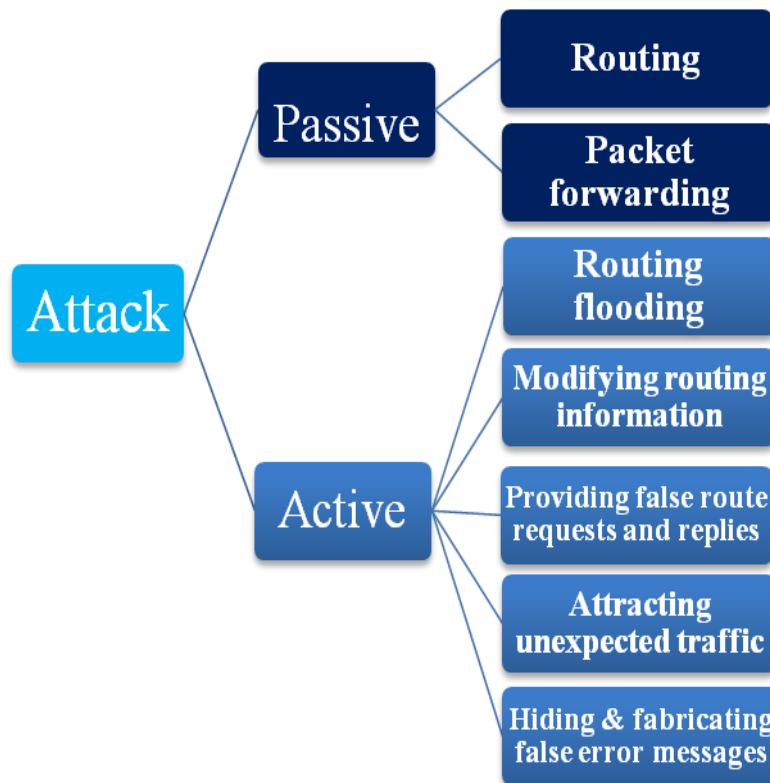 Attack
Passive
Routing
Packet
forwarding
Active
Routing
flooding
Modifying routing
information
Providing false route
requests and replies
Attracting
unexpected traffic
Hiding & fabricating
false error messages